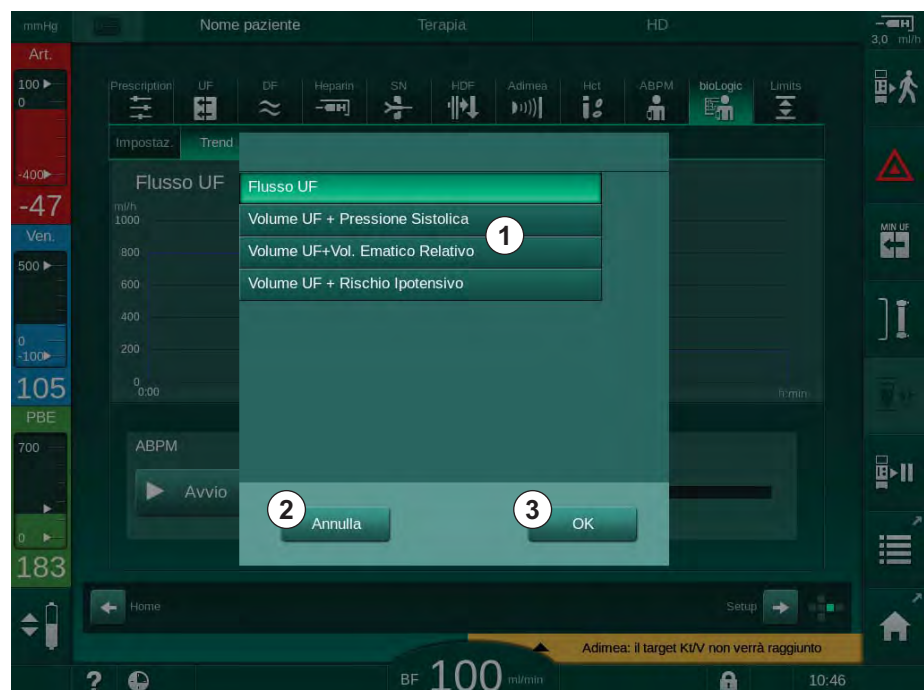 mmHg Nome paziente Terapia HD
3,0 ml/h
Art.
100
0
-400
-47
Ven.
500
0
-100
105
PBE
700
0
183
Prescription UF DF Heparin SN HDF Adimea Hct ABPM bioLogic Limits
Impostaz. Trend
Flusso UF
ml/h
1000
800
600
400
200
0
0:00 h:min
Flusso UF
Volume UF + Pressione Sistolica
1
Volume UF+Vol. Ematico Relativo
Volume UF + Rischio Ipotensivo
ABPM
Avvio
2 Annulla
3 OK
MIN UF
Home Setup
Adimea: il target Kt/V non verrà raggiunto
? BF 100 ml/min 10:46